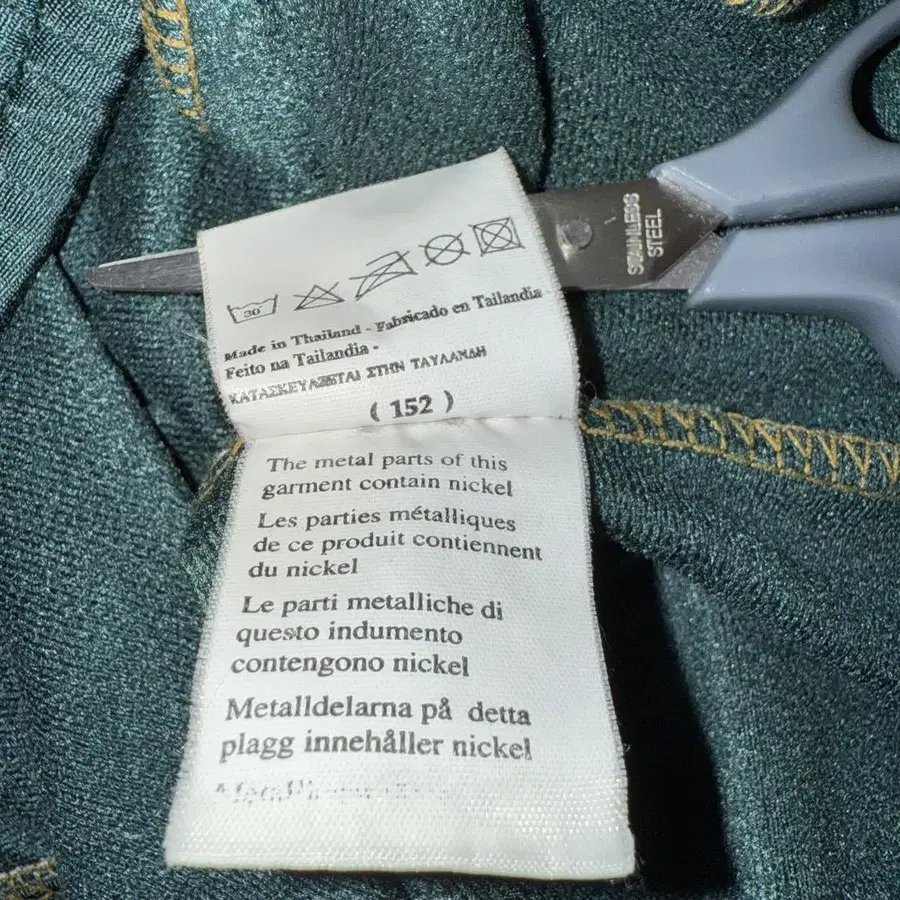 30°
Made in Thailand - Fabricado en Tailandia
Feito na Tailandia -
ΚΑΤΑΣΚΕΥΑΖΕΤΑΙ ΣΤΗΝ ΤΑΥΛΑΝΔΗ
( 152 )
The metal parts of this
garment contain nickel
Les parties métalliques
de ce produit contiennent
du nickel
Le parti metalliche di
questo indumento
contengono nickel
Metalldelarna på detta
plagg innehåller nickel
STAINLESS
STEEL